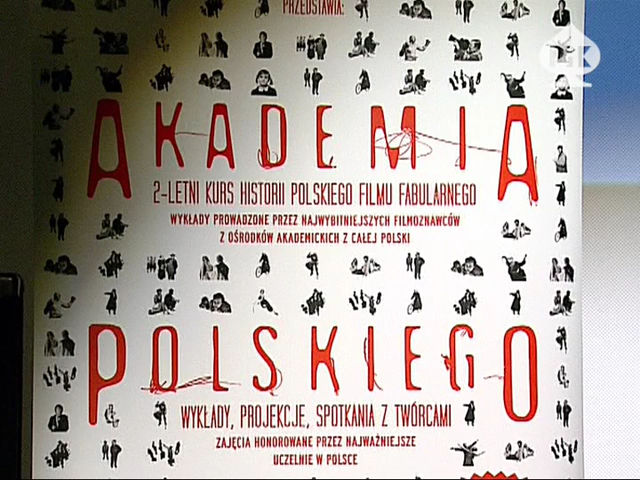 PRZEDSTAWIA:
AKADEMIA
2-LETNI KURS HISTORII POLSKIEGO FILMU FABULARNEGO
WYKŁADY PROWADZONE PRZEZ NAJWYBITNIEJSZYCH FILMOZNAWCÓW
Z OŚRODKÓW AKADEMICKICH Z CAŁEJ POLSKI
POLSKIEGO
WYKŁADY, PROJEKCJE, SPOTKANIA Z TWÓRCAMI
ZAJĘCIA HONOROWANE PRZEZ NAJWAŻNIEJSZE
UCZELNIE W POLSCE